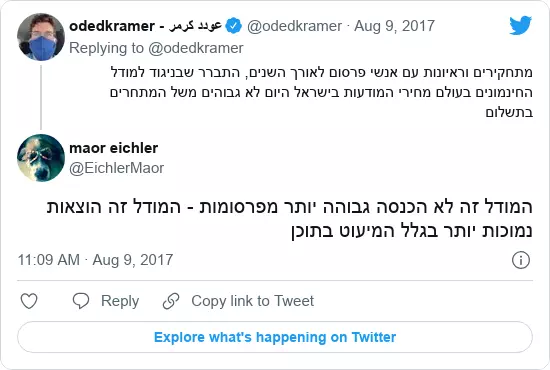 odedkramer - עודד קרמר @odedkramer · Aug 9, 2017
Replying to @odedkramer
מתחקירים וראיונות עם אנשי פרסום לאורך השנים, התברר שבניגוד למודל
החינמונים בעולם מחירי המודעות בישראל היום לא גבוהים משל המתחרים
בתשלום
maor eichler
@EichlerMaor
המודל זה לא הכנסה גבוהה יותר מפרסומות - המודל זה הוצאות
נמוכות יותר בגלל המיעוט בתוכן
11:09 AM · Aug 9, 2017
Reply
Copy link to Tweet
Explore what's happening on Twitter